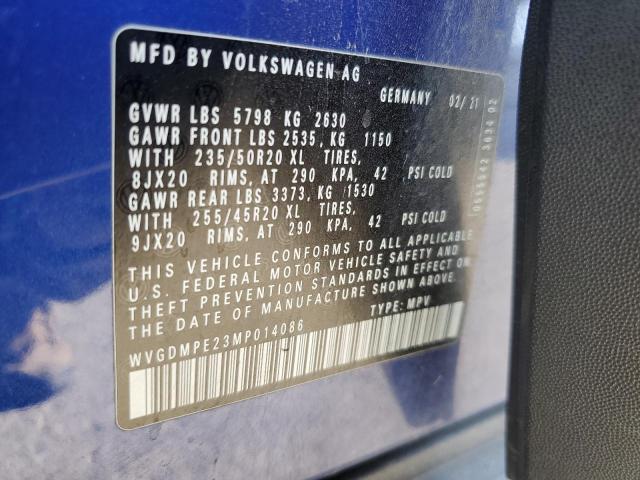 MFD BY VOLKSWAGEN AG
GERMANY 02/21
GVWR LBS 5798 KG 2630
GAWR FRONT LBS 2535, KG 1150
WITH 235/50R20 XL TIRES,
8JX20 RIMS, AT 290 KPA, 42 PSI COLD
GAWR REAR LBS 3373, KG 1530
WITH 255/45R20 XL TIRES,
9JX20 RIMS, AT 290 KPA, 42 PSI COLD
THIS VEHICLE CONFORMS TO ALL APPLICABLE
U.S. FEDERAL MOTOR VEHICLE SAFETY AND
THEFT PREVENTION STANDARDS IN EFFECT ON
THE DATE OF MANUFACTURE SHOWN ABOVE.
TYPE: MPV
WVGDMPE23MP014086